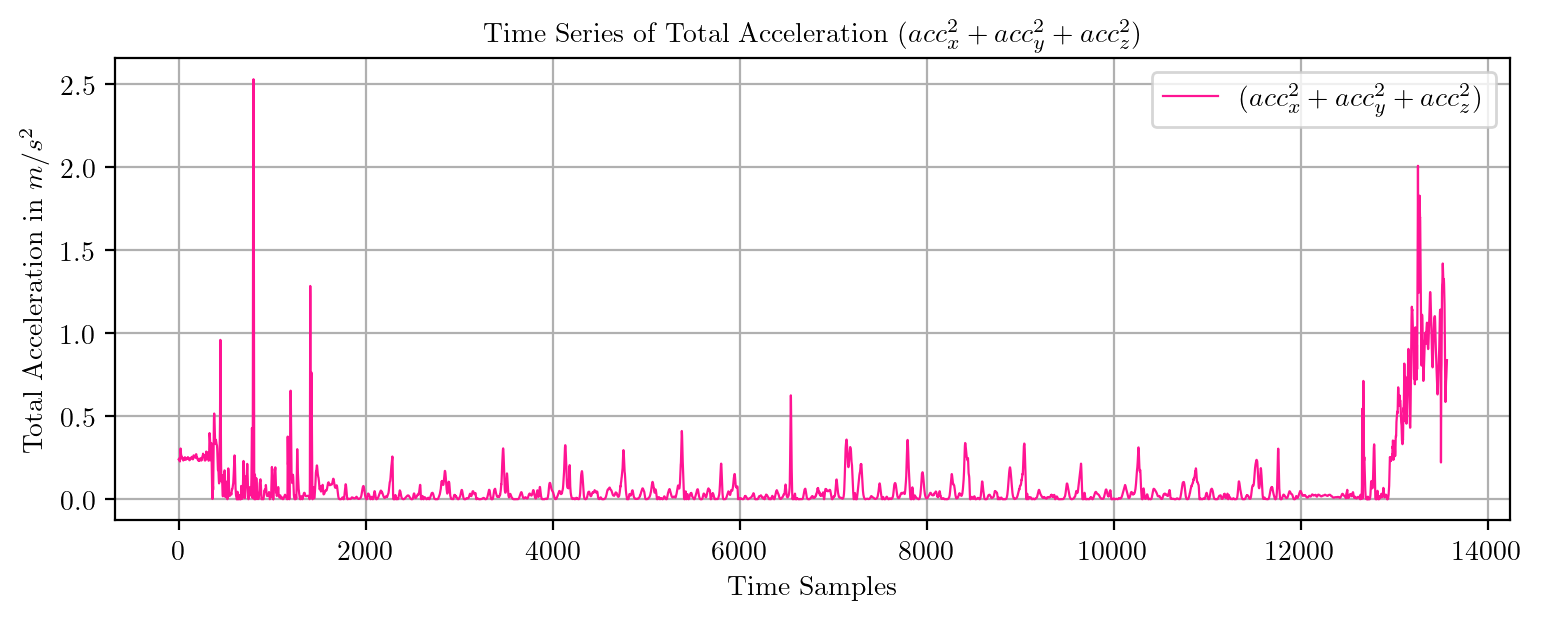 Time Series of Total Acceleration ($acc_x^2 + acc_y^2 + acc_z^2$)
($acc_x^2 + acc_y^2 + acc_z^2$)
Total Acceleration in $m/s^2$
2.5
2.0
1.5
1.0
0.5
0.0
0 2000 4000 6000 8000 10000 12000 14000
Time Samples